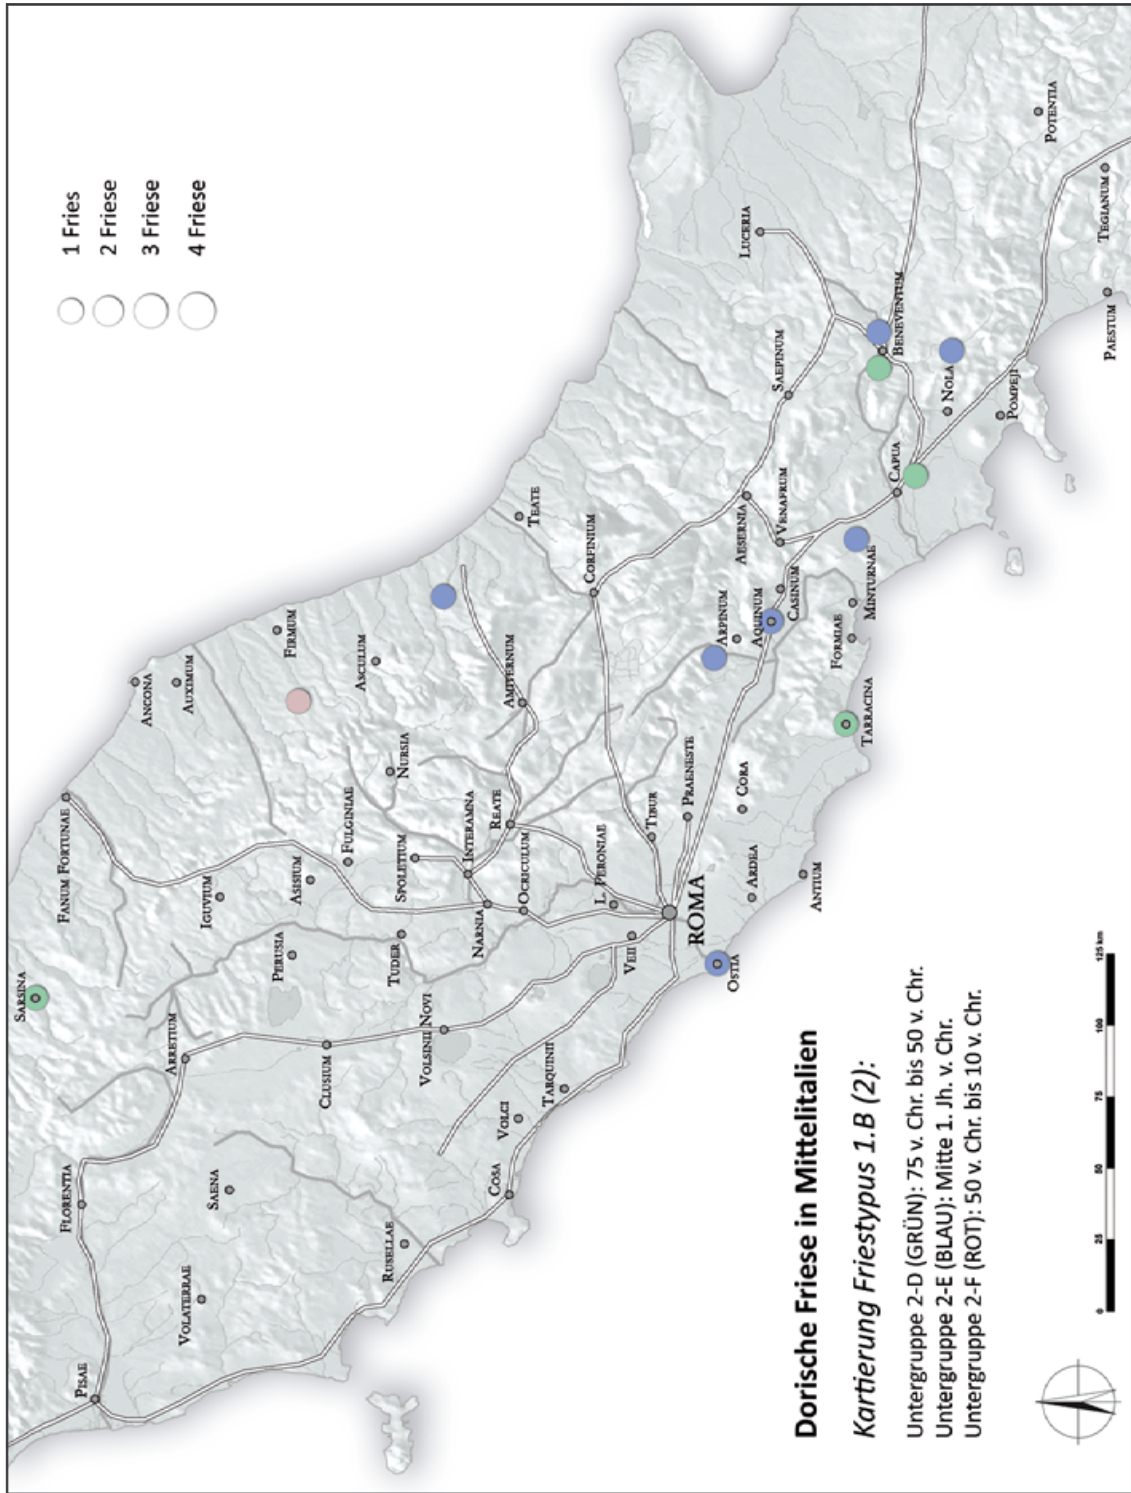 1 Fries
2 Friese
3 Friese
4 Friese
SARSINA
FANUM FORTUNAE
ANCONA
AUXIMUM
FIRMUM
ASCULUM
PISAE
FLORENTIA
ARRETIUM
IGUVIUM
PERUSIA
ASISIUM
FULGINIAE
NURSIA
VOLATERRAE
SAENA
CLUSIUM
TUDER
SPOLETIUM
INTERAMNA
REATE
AMITERNUM
TEATE
RUSELLAE
VOLSINII NOVI
NARNIA
OCRICULUM
CORFINIUM
COSA
VOLCI
TARQUINII
VEII
L. PERONIAE
TIBUR
ROMA
PRAENESTE
OSTIA
ARDEA
CORA
ANTIUM
ARPINUM
AQUINUM
CASINUM
AESERNIA
VENAFRUM
SAEPINUM
LUCERIA
TARRACINA
FORMIAE
MINTURNAE
CAPUA
BENEVENTUM
NOLA
POMPEJI
POTENTIA
PAESTUM
TEGIANUM
Dorische Friese in Mittelitalien
Kartierung Friestypus 1.B (2):
Untergruppe 2-D (GRÜN): 75 v. Chr. bis 50 v. Chr.
Untergruppe 2-E (BLAU): Mitte 1. Jh. v. Chr.
Untergruppe 2-F (ROT): 50 v. Chr. bis 10 v. Chr.
0 25 50 75 100 125 km